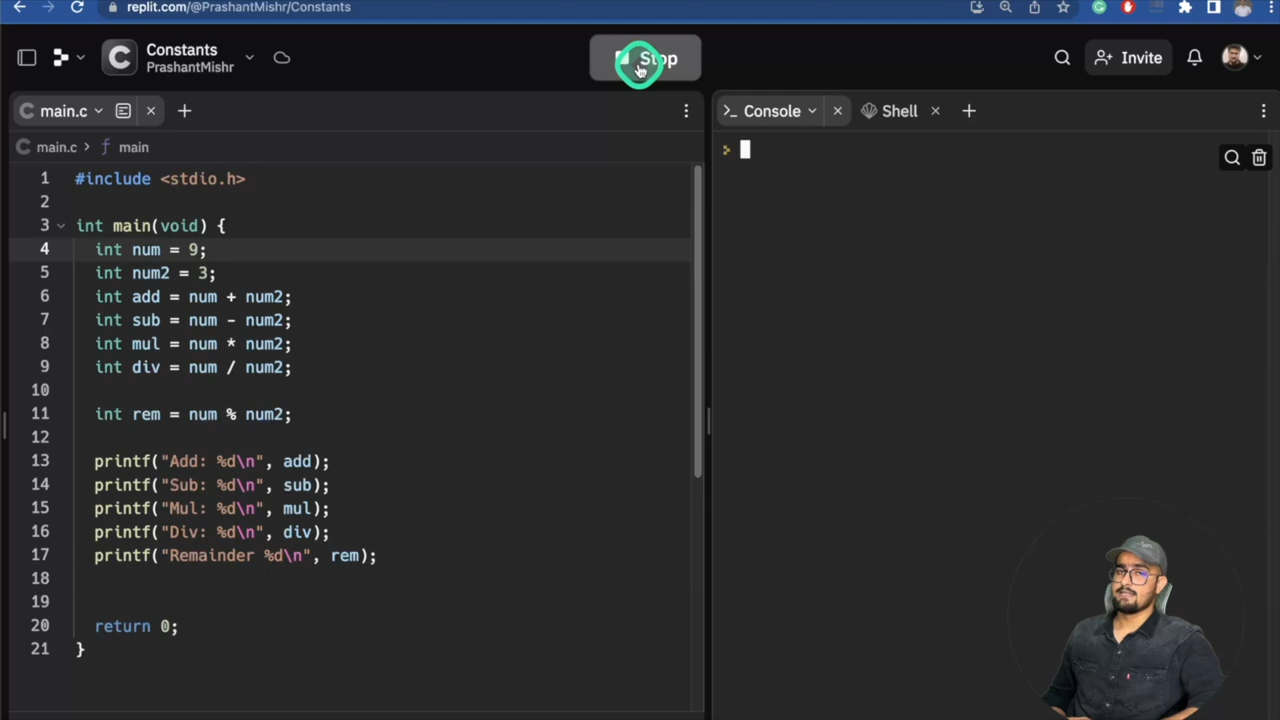 replit.com/@PrashantMishr/Constants
Constants
PrashantMishr
Stop
Invite
main.c
Console
Shell
main.c > main
1 #include <stdio.h>
2
3 int main(void) {
4 int num = 9;
5 int num2 = 3;
6 int add = num + num2;
7 int sub = num - num2;
8 int mul = num * num2;
9 int div = num / num2;
10
11 int rem = num % num2;
12
13 printf("Add: %d\n", add);
14 printf("Sub: %d\n", sub);
15 printf("Mul: %d\n", mul);
16 printf("Div: %d\n", div);
17 printf("Remainder %d\n", rem);
18
19
20 return 0;
21 }